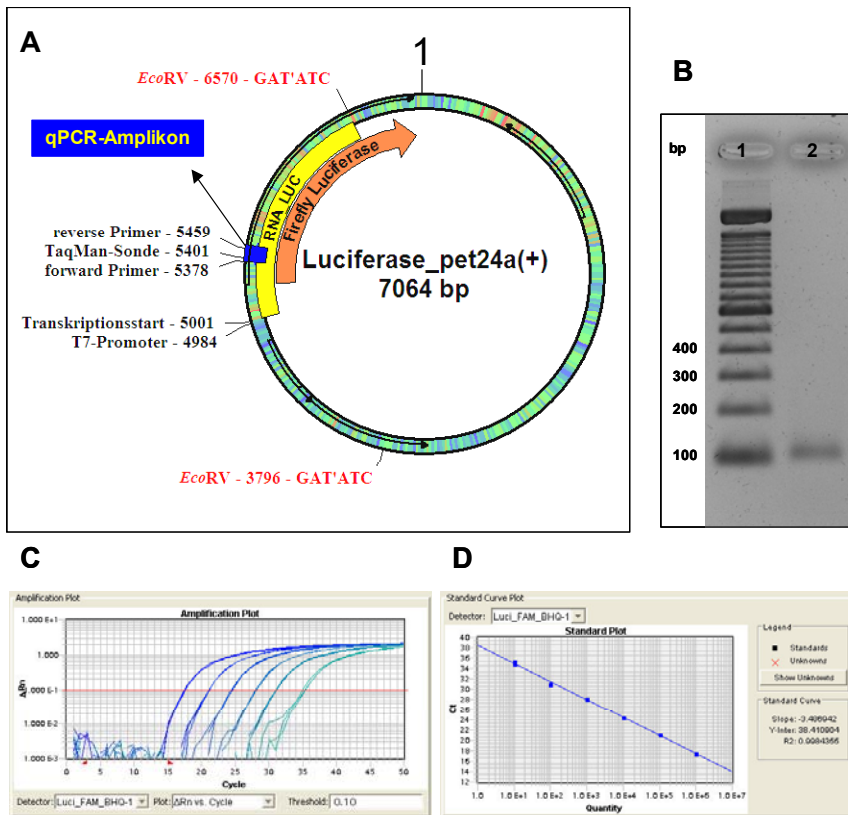 A
1
EcoRV - 6570 - GAT'ATC
qPCR-Amplikon
RNA LUC
Firefly Luciferase
reverse Primer - 5459
TaqMan-Sonde - 5401
forward Primer - 5378
Luciferase_pet24a(+)
7064 bp
Transkriptionsstart - 5001
T7-Promoter - 4984
EcoRV - 3796 - GAT'ATC
B
bp
1
2
400
300
200
100
C
Amplification Plot
Amplification Plot
1.000 E+1
1.000
1.000 E-1
1.000 E-2
1.000 E-3
ΔRn
0
5
10
15
20
25
30
35
40
45
50
Cycle
Detector: Luci_FAM_BHQ-1 Plot: ΔRn vs. Cycle Threshold: 0.10
D
Standard Curve Plot
Detector: Luci_FAM_BHQ-1
Standard Plot
40
38
36
34
32
30
28
26
24
22
20
18
16
14
12
Ct
1.0
1.0 E+1
1.0 E+2
1.0 E+3
1.0 E+4
1.0 E+5
1.0 E+6
1.0 E+7
Quantity
Legend
Standards
Unknowns
Show Unknowns
Standard Curve
Slope:
Y-Inter:
R2: